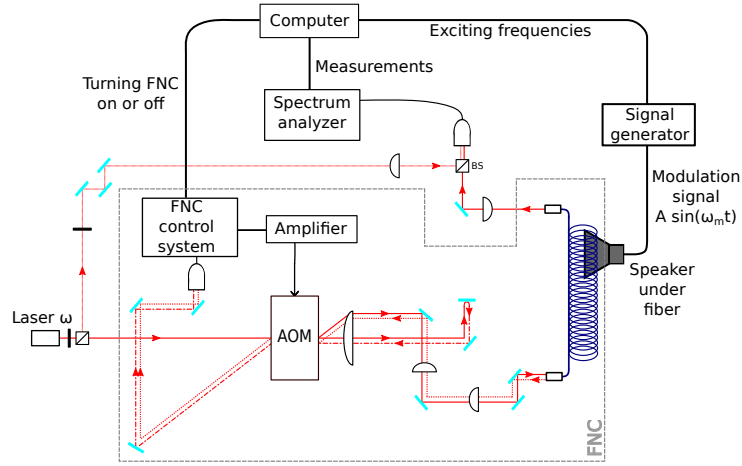 Computer
Exciting frequencies
Turning FNC
on or off
Measurements
Spectrum
analyzer
Signal
generator
BS
Modulation
signal
A sin(ωₘt)
FNC
control
system
Amplifier
Speaker
under
fiber
Laser ω
AOM
FNC